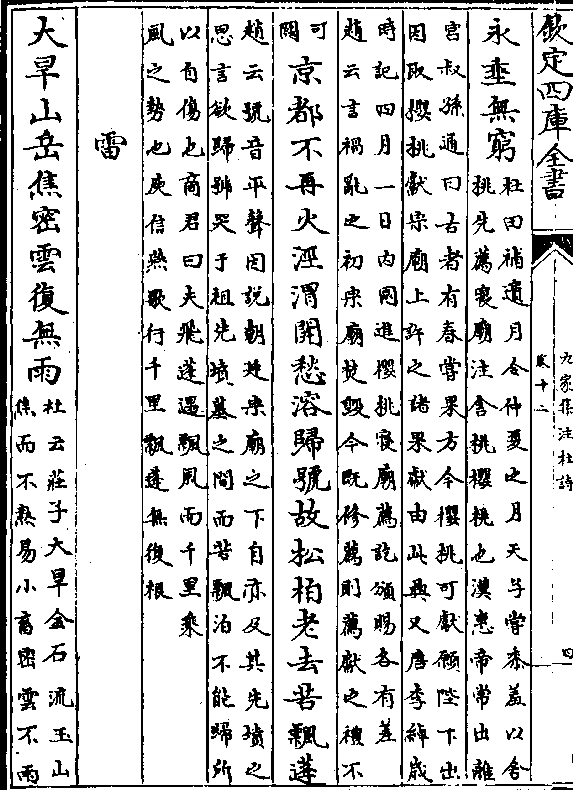 欽定四庫全書
九家集注杜詩
卷十二
四
永垂無窮杜田補遺月令仲夏之月天子嘗黍羞以含
桃先薦寢廟注含桃櫻桃也漢惠帝常出離
宮叔孫通曰古者有春嘗果方今櫻桃可獻願陛下出
因取櫻桃獻宗廟上許之諸果獻由此興又唐李綽歲
時記四月一日内園進櫻桃寢廟薦訖頒賜各有差
趙云言禍亂之初宗廟焚毁今既修薦則薦獻之禮不
可
闕京都不再火涇渭開愁容歸號故松柏老去苦飄蓬
趙云號音平聲因説朝廷宗廟之下自亦及其先墳之
思言欲歸號哭于祖先墳墓之間而苦飄泊不能歸所
以自傷也商君曰夫飛蓬遇飄風而千里乘
風之勢也庾信燕歌行千里飄蓬無復根
雷
大旱山岳焦密雲復無雨杜云莊子大旱金石流玉山
焦而不熱易小畜密雲不雨